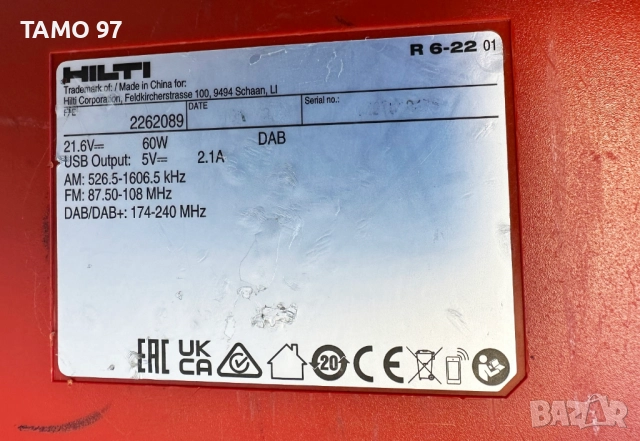 TAMO 97
HILTI
R 6-22 01
Trademark of: / Made in China for:
Hilti Corporation, Feldkircherstrasse 100, 9494 Schaan, LI
DATE
Serial no.:
2262089
21.6V⎓ 60W DAB
USB Output: 5V⎓ 2.1A
AM: 526.5-1606.5 kHz
FM: 87.50-108 MHz
DAB/DAB+: 174-240 MHz
EAC UK CA 20 CE
BAZAR